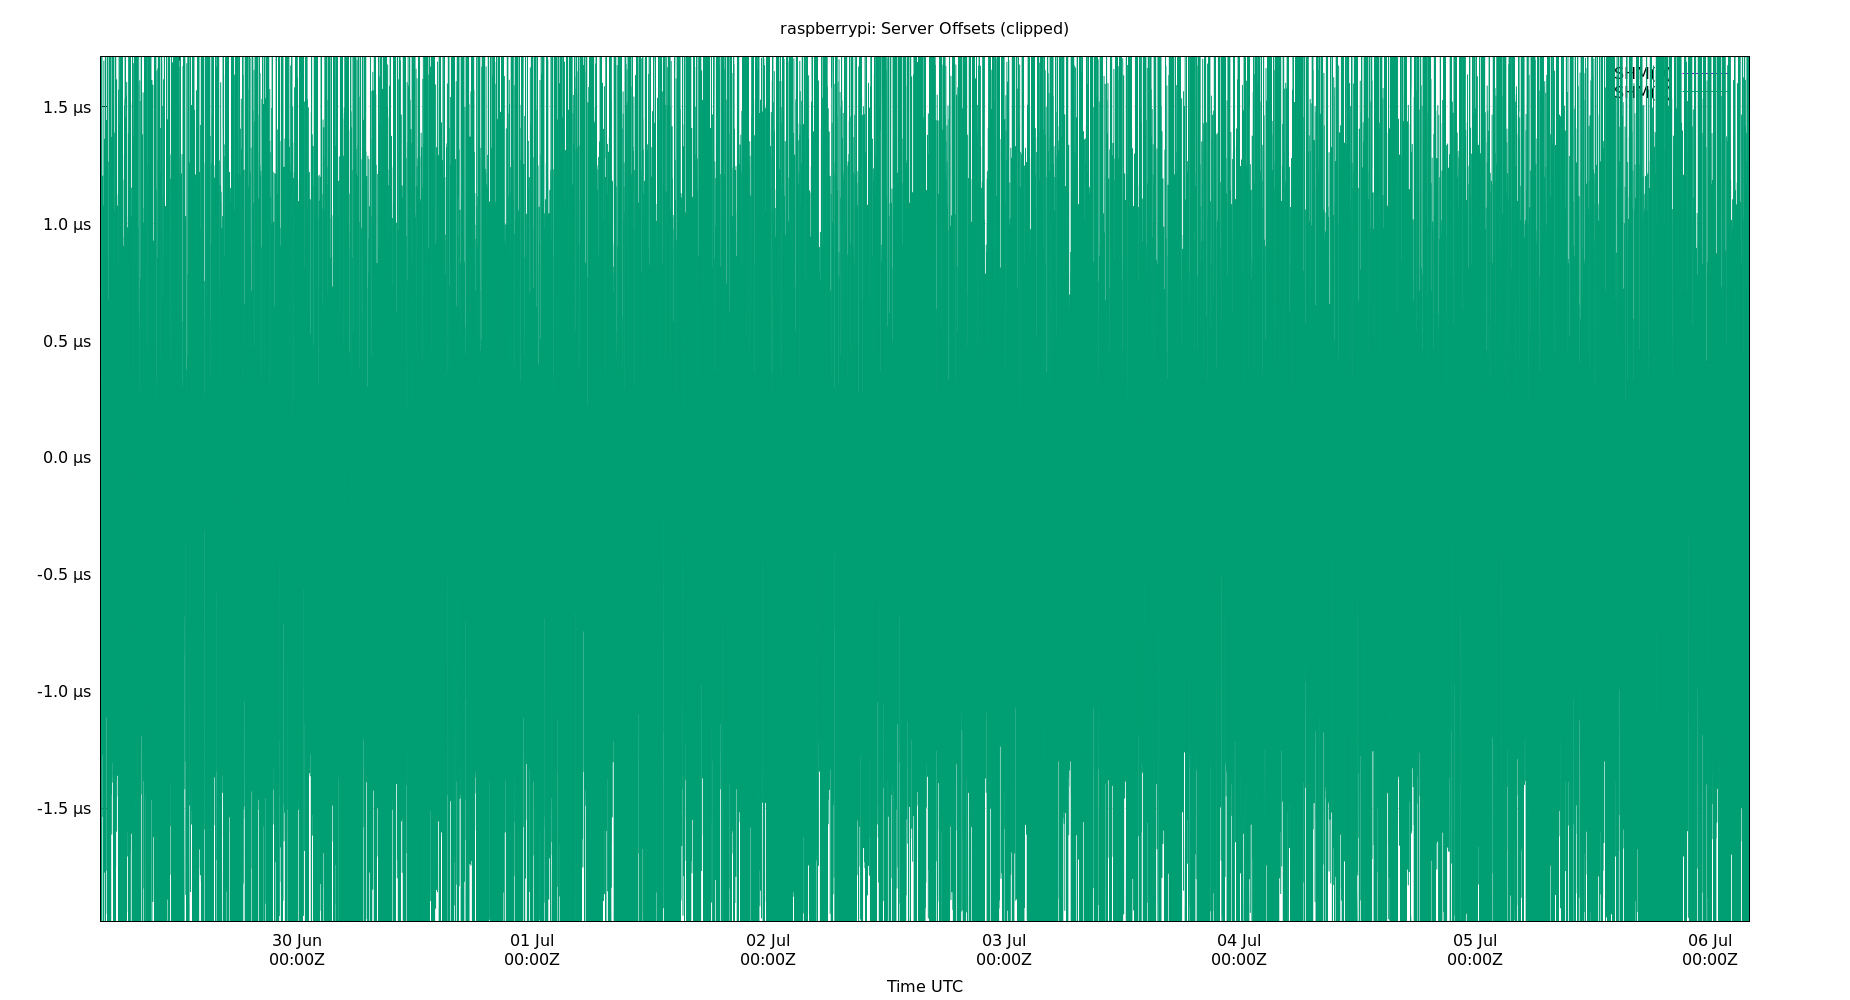 raspberrypi: Server Offsets (clipped)
1.5 µs
1.0 µs
0.5 µs
0.0 µs
-0.5 µs
-1.0 µs
-1.5 µs
30 Jun
00:00Z
01 Jul
00:00Z
02 Jul
00:00Z
03 Jul
00:00Z
04 Jul
00:00Z
05 Jul
00:00Z
06 Jul
00:00Z
Time UTC